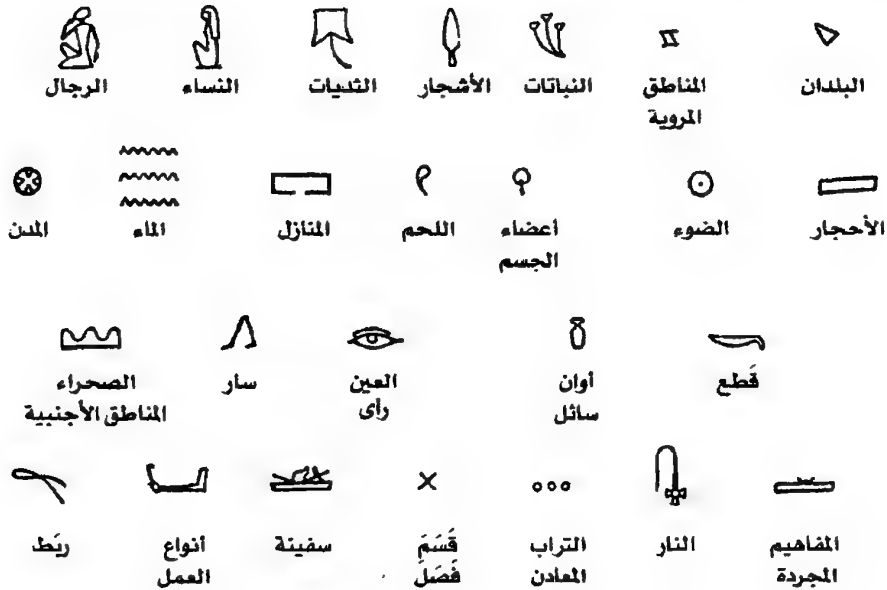 البلدان المناطق النباتات الأشجار الثديات النساء الرجال
المروية
الأحجار الضوء أعضاء اللحم المنازل الماء المدن
الجسم
قَطع أوان العين سار الصحراء
سائل رأى المناطق الأجنبية
المفاهيم النار التراب قَسَمَ سفينة أنواع ربَط
المجردة المعادن فَصَلَ العمل